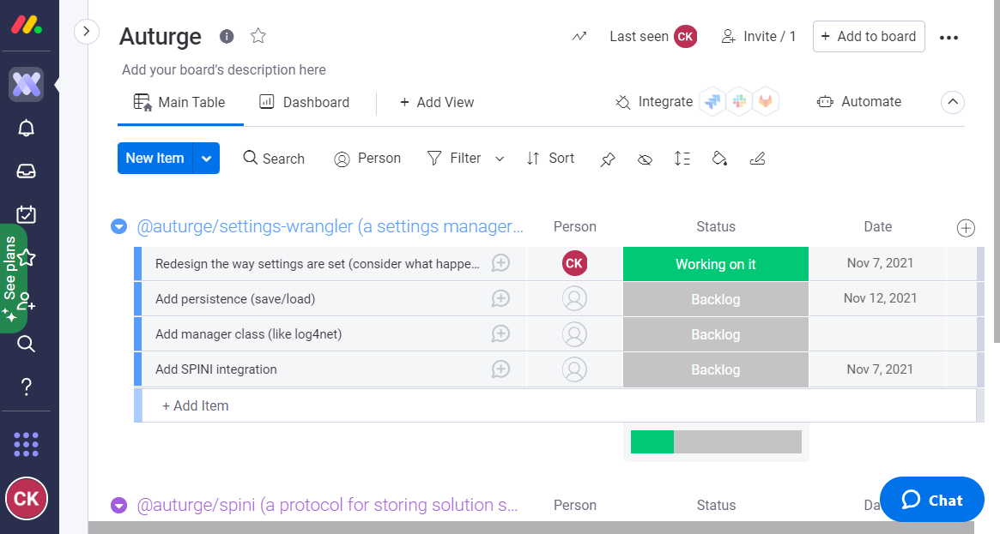 Auturge
Last seen CK Invite / 1 + Add to board
Add your board's description here
Main Table Dashboard + Add View Integrate Automate
New Item Search Person Filter Sort
@auturge/settings-wrangler (a settings manager... Person Status Date
Redesign the way settings are set (consider what happe... CK Working on it Nov 7, 2021
Add persistence (save/load) Backlog Nov 12, 2021
Add manager class (like log4net) Backlog
Add SPINI integration Backlog Nov 7, 2021
+ Add Item
@auturge/spini (a protocol for storing solution s... Person Status
See plans
CK
Chat